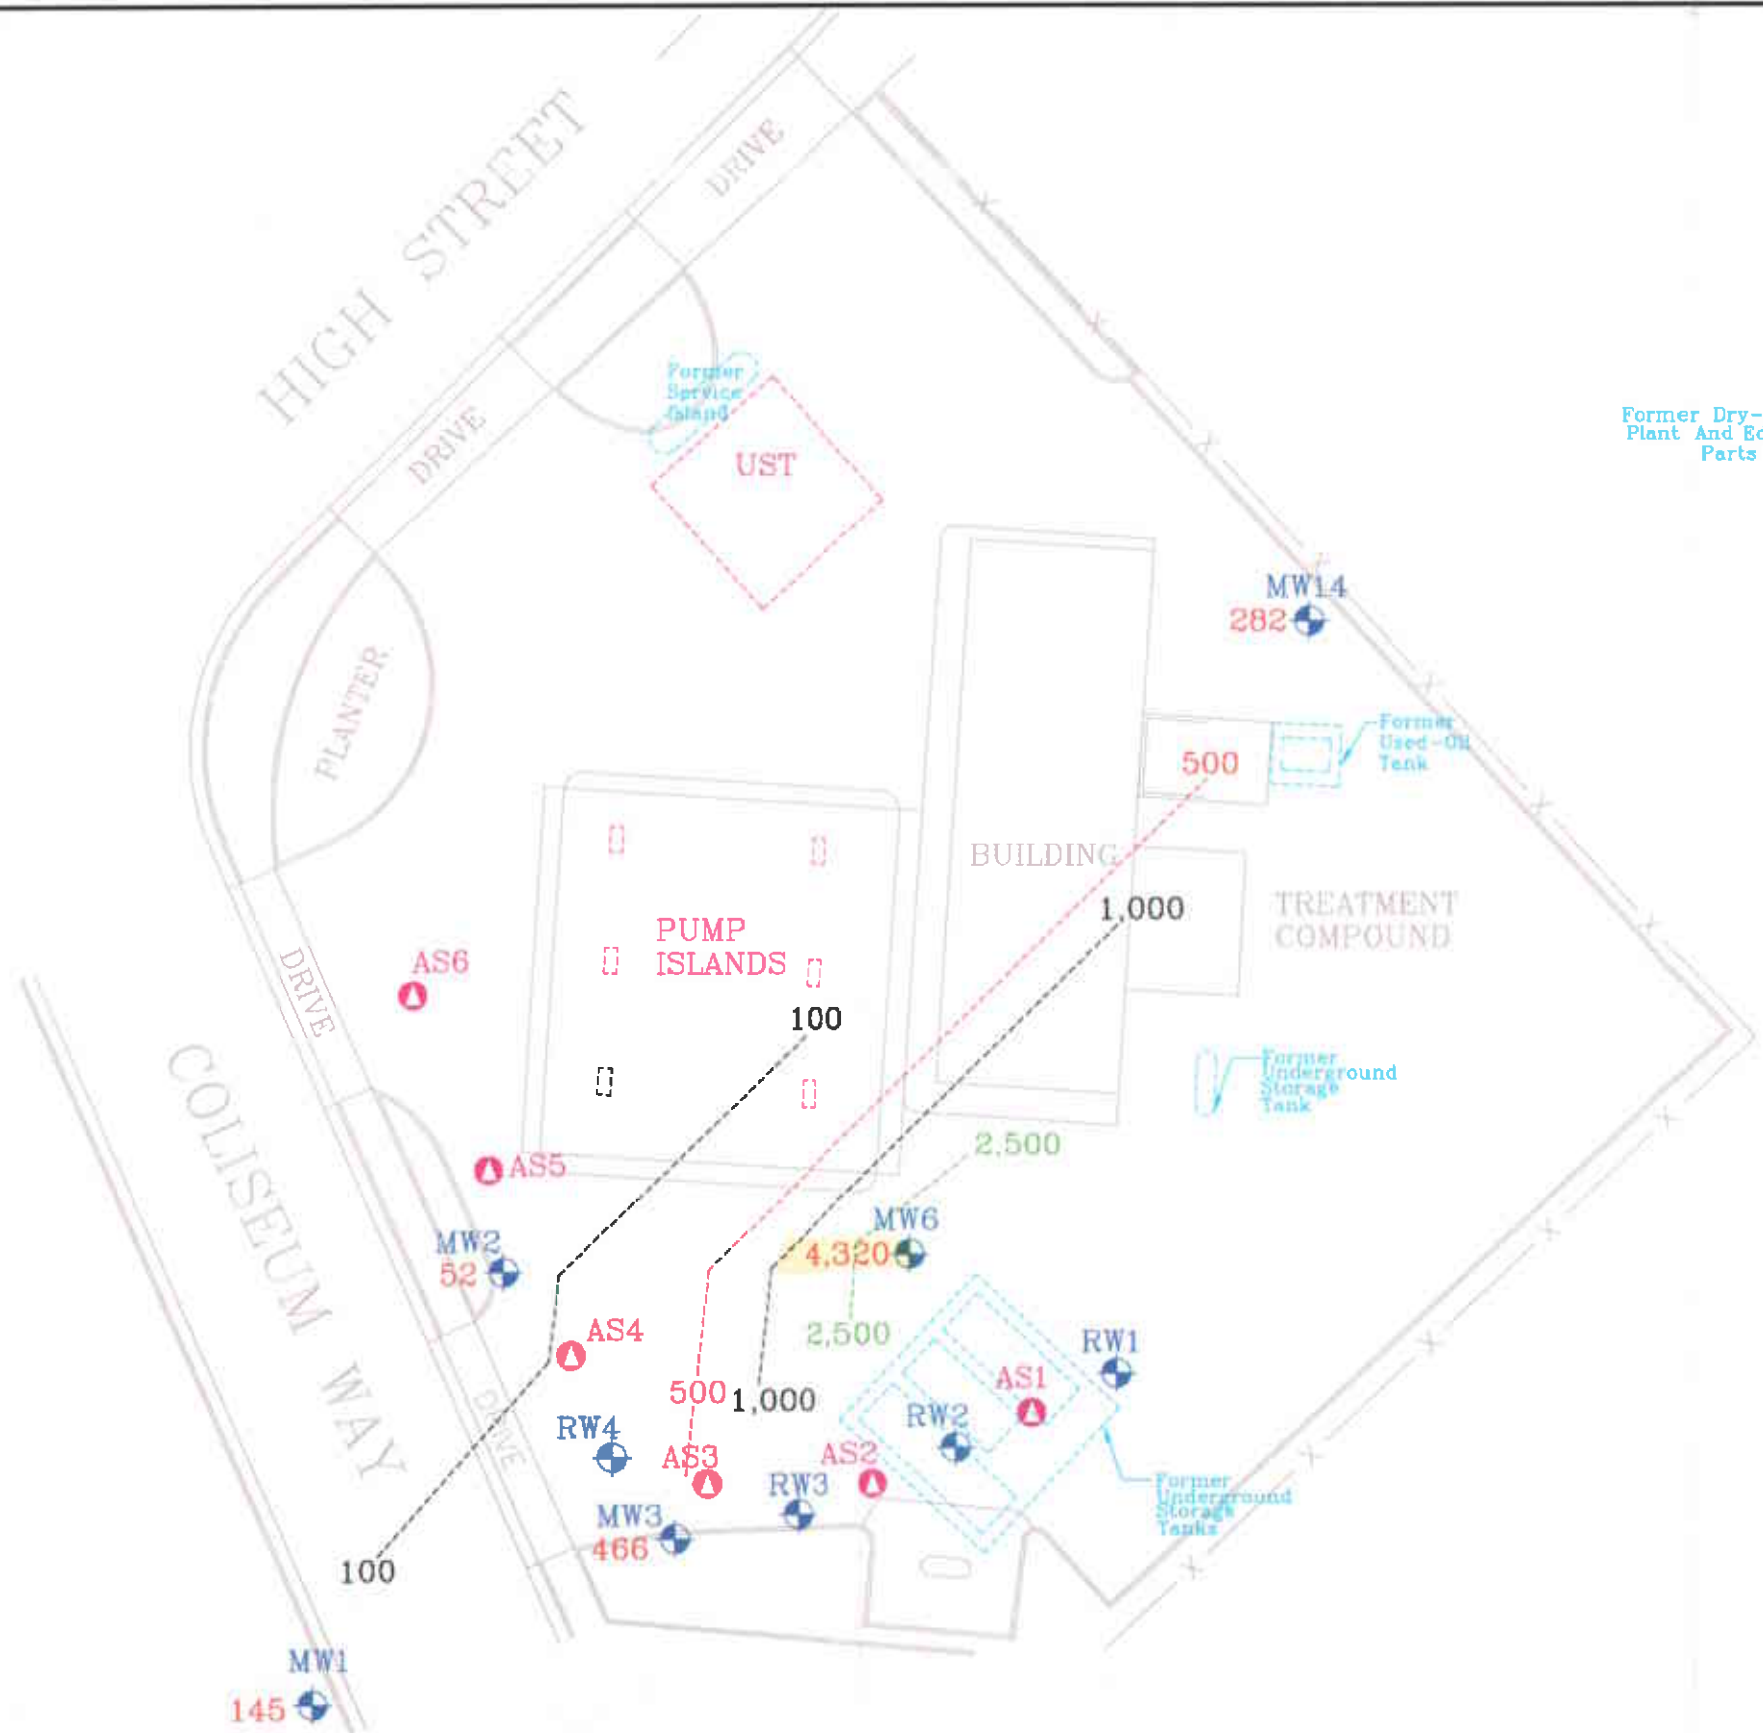 HIGH STREET
DRIVE
Former
Service
Island
UST
DRIVE
Former Dry-
Plant And
Parts
MW14
282
PLANTER
Former
Used-Oil
Tank
500
BUILDING
1,000
TREATMENT
COMPOUND
PUMP
ISLANDS
AS6
DRIVE
100
Former
Underground
Storage
Tank
COLISEUM WAY
2,500
AS5
MW2
52
MW6
4,320
2,500
AS4
RW1
AS1
500
1,000
RW2
RW4
AS3
AS2
RW3
Former
Underground
Storage
Tanks
MW3
466
100
MW1
145